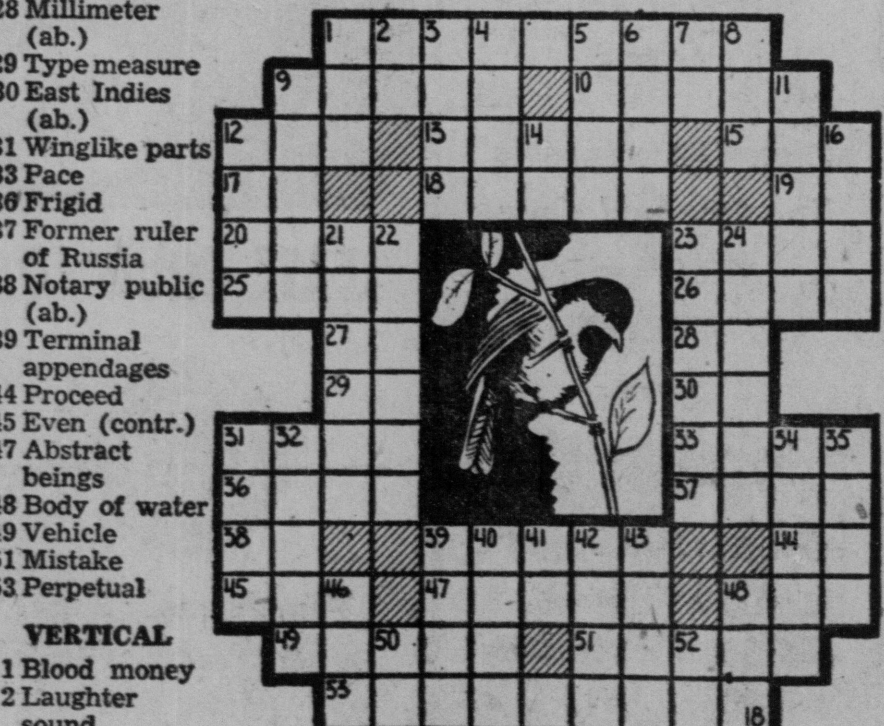 28 Millimeter
(ab.)
29 Type measure
30 East Indies
(ab.)
31 Winglike parts
33 Pace
36 Frigid
37 Former ruler
of Russia
38 Notary public
(ab.)
39 Terminal
appendages
44 Proceed
45 Even (contr.)
47 Abstract
beings
48 Body of water
49 Vehicle
51 Mistake
53 Perpetual
VERTICAL
1 Blood money
2 Laughter
sound
1 2 3 4 5 6 7 8
9 10 11
12 13 14 15 16
17 18 19
20 21 22 23 24
25 26
27 28
29 30
31 32 33 34 35
36 37
38 39 40 41 42 43 44
45 46 47 48
49 50 51 52
53
18